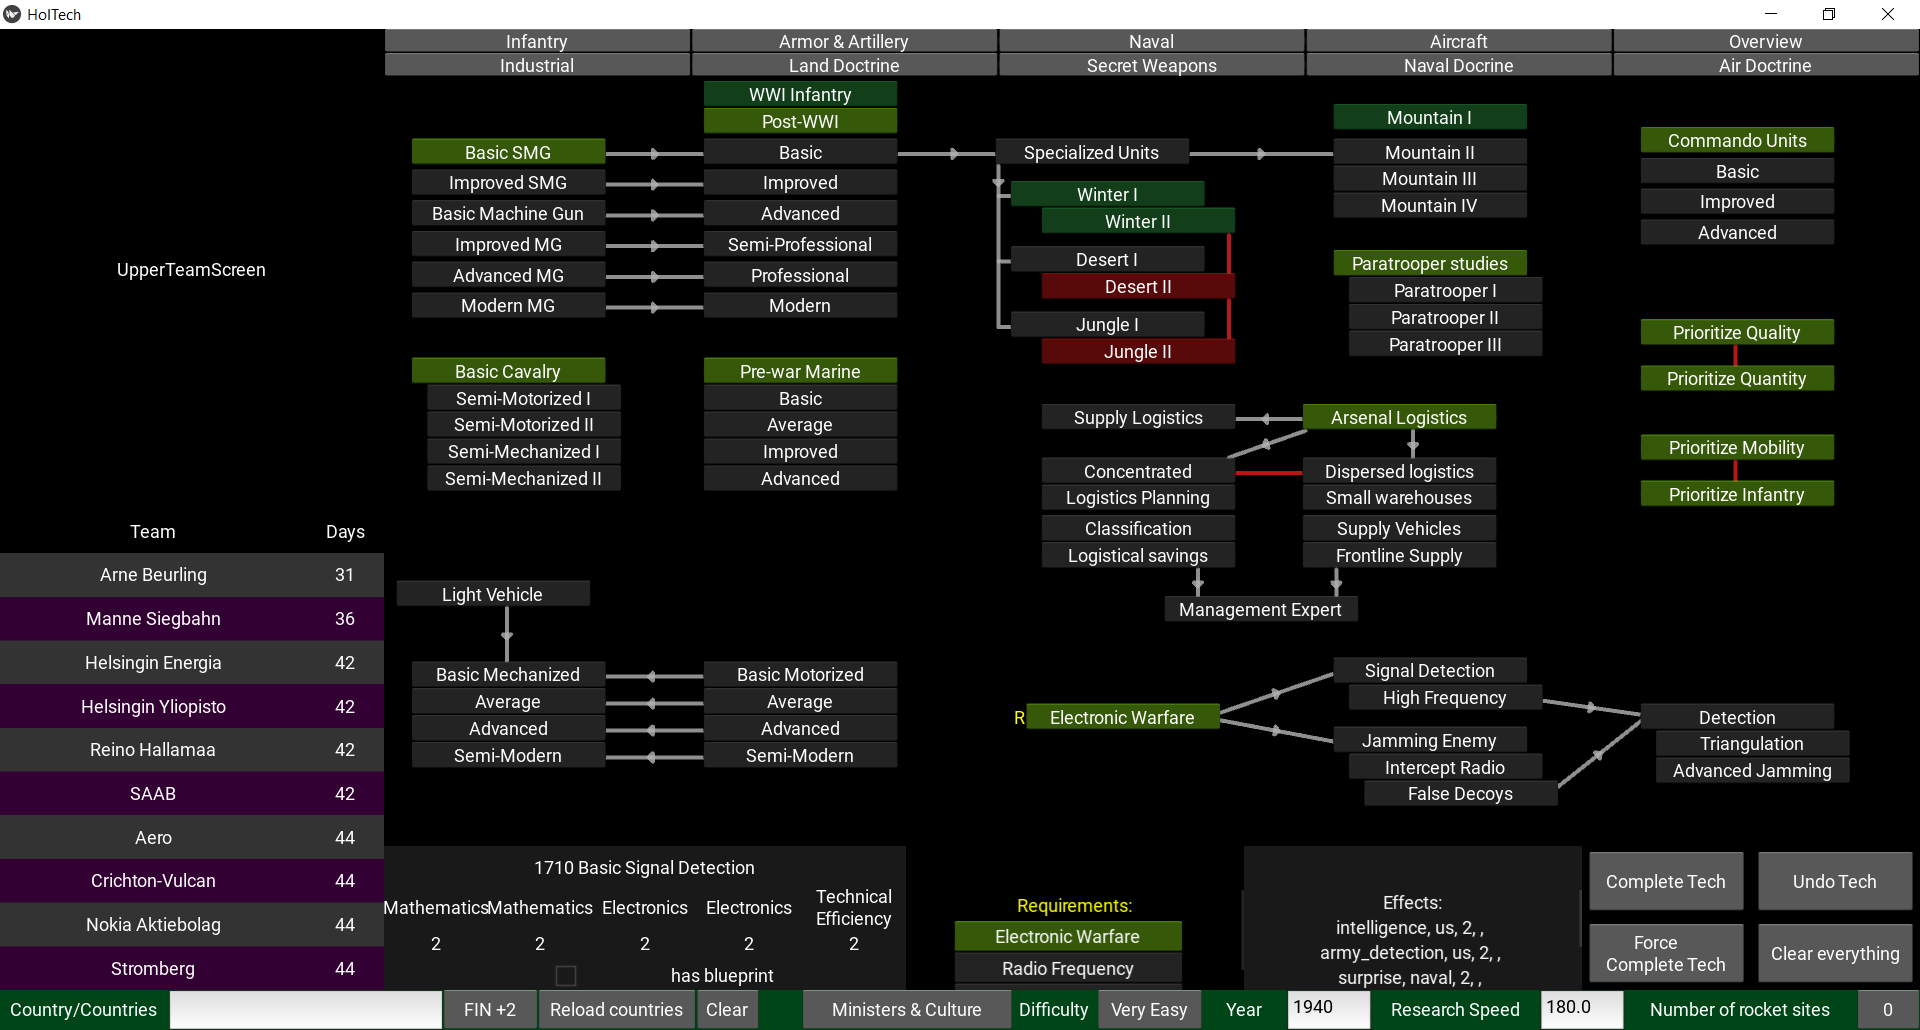 HoITech
Infantry Armor & Artillery Naval Aircraft Overview
Industrial Land Doctrine Secret Weapons Naval Docrine Air Doctrine
UpperTeamScreen
WWI Infantry
Post-WWI
Basic SMG Basic Specialized Units
Improved SMG Improved
Basic Machine Gun Advanced
Improved MG Semi-Professional
Advanced MG Professional
Modern MG Modern
Winter I
Winter II
Desert I
Desert II
Jungle I
Jungle II
Mountain I
Mountain II
Mountain III
Mountain IV
Paratrooper studies
Paratrooper I
Paratrooper II
Paratrooper III
Commando Units
Basic
Improved
Advanced
Prioritize Quality
Prioritize Quantity
Prioritize Mobility
Prioritize Infantry
Basic Cavalry
Semi-Motorized I
Semi-Motorized II
Semi-Mechanized I
Semi-Mechanized II
Pre-war Marine
Basic
Average
Improved
Advanced
Supply Logistics Arsenal Logistics
Concentrated Dispersed logistics
Logistics Planning Small warehouses
Classification Supply Vehicles
Logistical savings Frontline Supply
Management Expert
Light Vehicle
Basic Mechanized Basic Motorized
Average Average
Advanced Advanced
Semi-Modern Semi-Modern
R Electronic Warfare
Signal Detection
High Frequency
Jamming Enemy
Intercept Radio
False Decoys
Detection
Triangulation
Advanced Jamming
Team Days
Arne Beurling 31
Manne Siegbahn 36
Helsingin Energia 42
Helsingin Yliopisto 42
Reino Hallamaa 42
SAAB 42
Aero 44
Crichton-Vulcan 44
Nokia Aktiebolag 44
Stromberg 44
1710 Basic Signal Detection
Mathematics Mathematics Electronics Electronics Technical Efficiency
2 2 2 2 2
has blueprint
Requirements:
Electronic Warfare
Radio Frequency
Effects:
intelligence, us, 2, ,
army_detection, us, 2, ,
surprise, naval, 2, ,
Complete Tech Undo Tech
Force Complete Tech Clear everything
Country/Countries FIN +2 Reload countries Clear Ministers & Culture Difficulty Very Easy Year 1940 Research Speed 180.0 Number of rocket sites 0